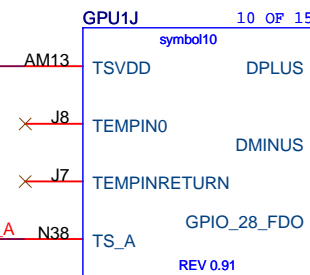 GPU1J 10 OF 15
symbol10
AM13 TSVDD DPLUS
J8 TEMPIN0
DMINUS
J7 TEMPINRETURN
GPIO_28_FDO
_A N38 TS_A
REV 0.91